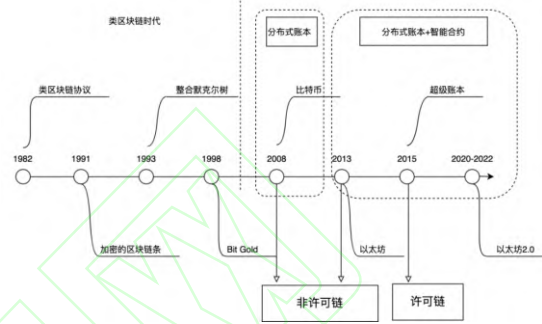 类区块链时代
分布式账本
分布式账本+智能合约
类区块链协议
整合默克尔树
比特币
超级账本
1982
1991
1993
1998
2008
2013
2015
2020-2022
加密的区块链条
Bit Gold
以太坊
以太坊2.0
非许可链
许可链